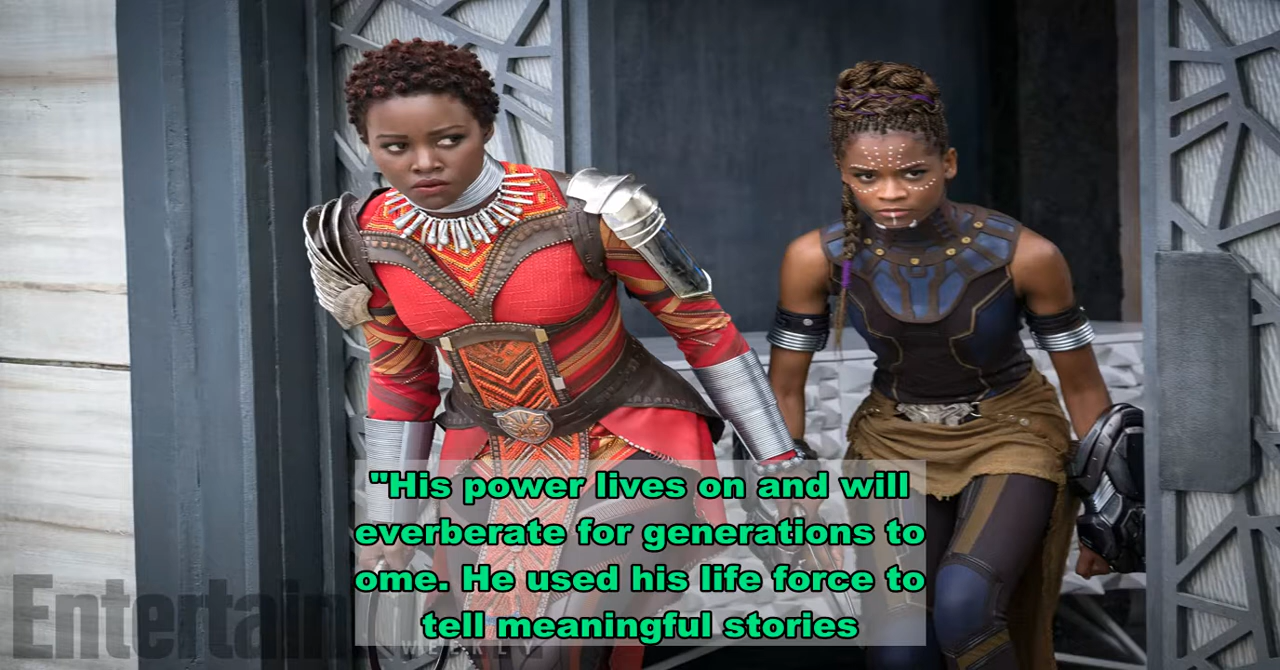 "His power lives on and will
everberate for generations to
ome. He used his life force to
tell meaningful stories
Entertain
WEEKLY